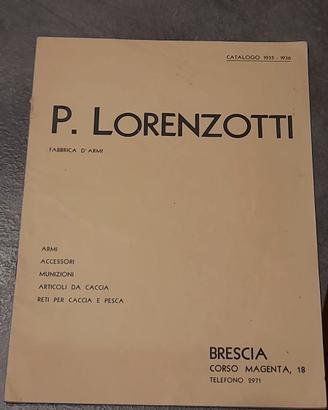 CATALOGO 1935 - 1936
P. LORENZOTTI
FABBRICA D'ARMI
ARMI
ACCESSORI
MUNIZIONI
ARTICOLI DA CACCIA
RETI PER CACCIA E PESCA
BRESCIA
CORSO MAGENTA, 18
TELEFONO 2971